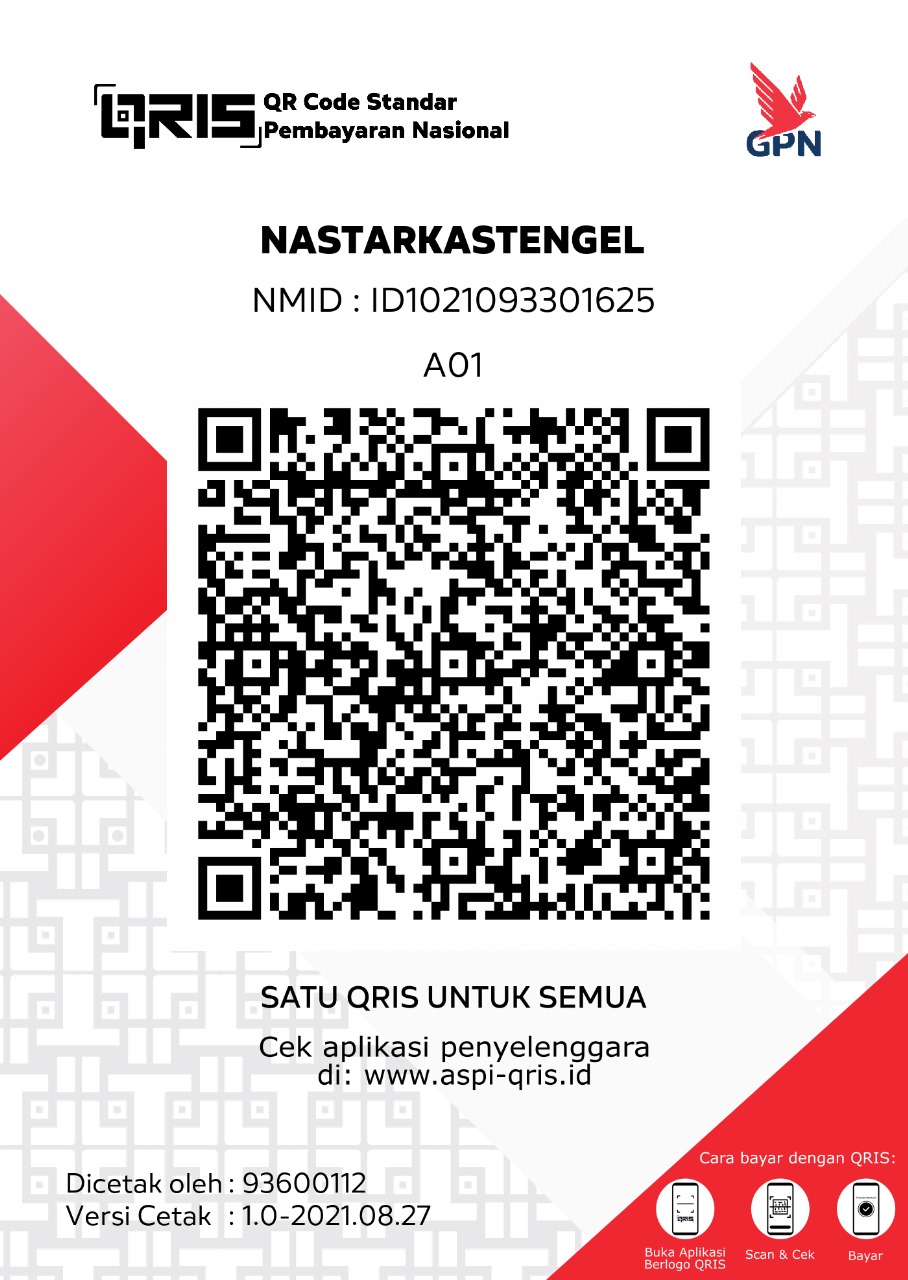 QRIS QR Code Standar
Pembayaran Nasional
GPN
NASTARKASTENGEL
NMID : ID1021093301625
A01
SATU QRIS UNTUK SEMUA
Cek aplikasi penyelenggara
di: www.aspi-qris.id
Dicetak oleh : 93600112
Versi Cetak : 1.0-2021.08.27
Cara bayar dengan QRIS:
QRIS
Buka Aplikasi
Berlogo QRIS
Scan & Cek
Bayar